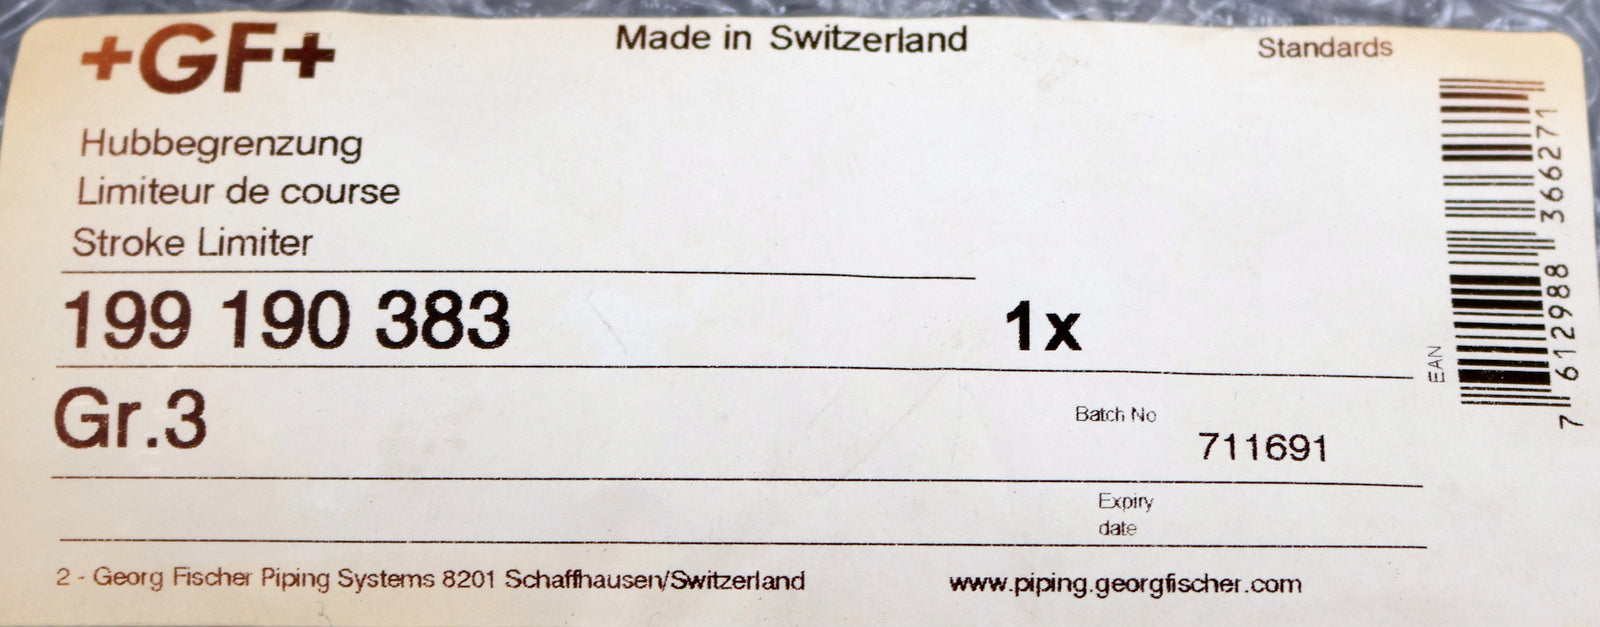 +GF+
Made in Switzerland
Standards
Hubbegrenzung
Limiteur de course
Stroke Limiter
199 190 383
1x
Gr.3
Batch No
711691
Expiry
date
2 - Georg Fischer Piping Systems 8201 Schaffhausen/Switzerland
www.piping.georgfischer.com
EAN
7 612988 366271